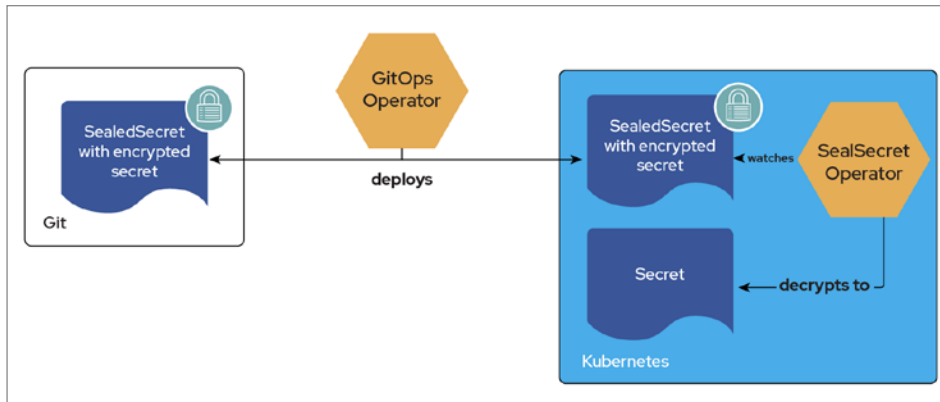 GitOps
Operator
SealedSecret
with encrypted
secret
Git
deploys
SealedSecret
with encrypted
secret
watches
SealSecret
Operator
Secret
decrypts to
Kubernetes